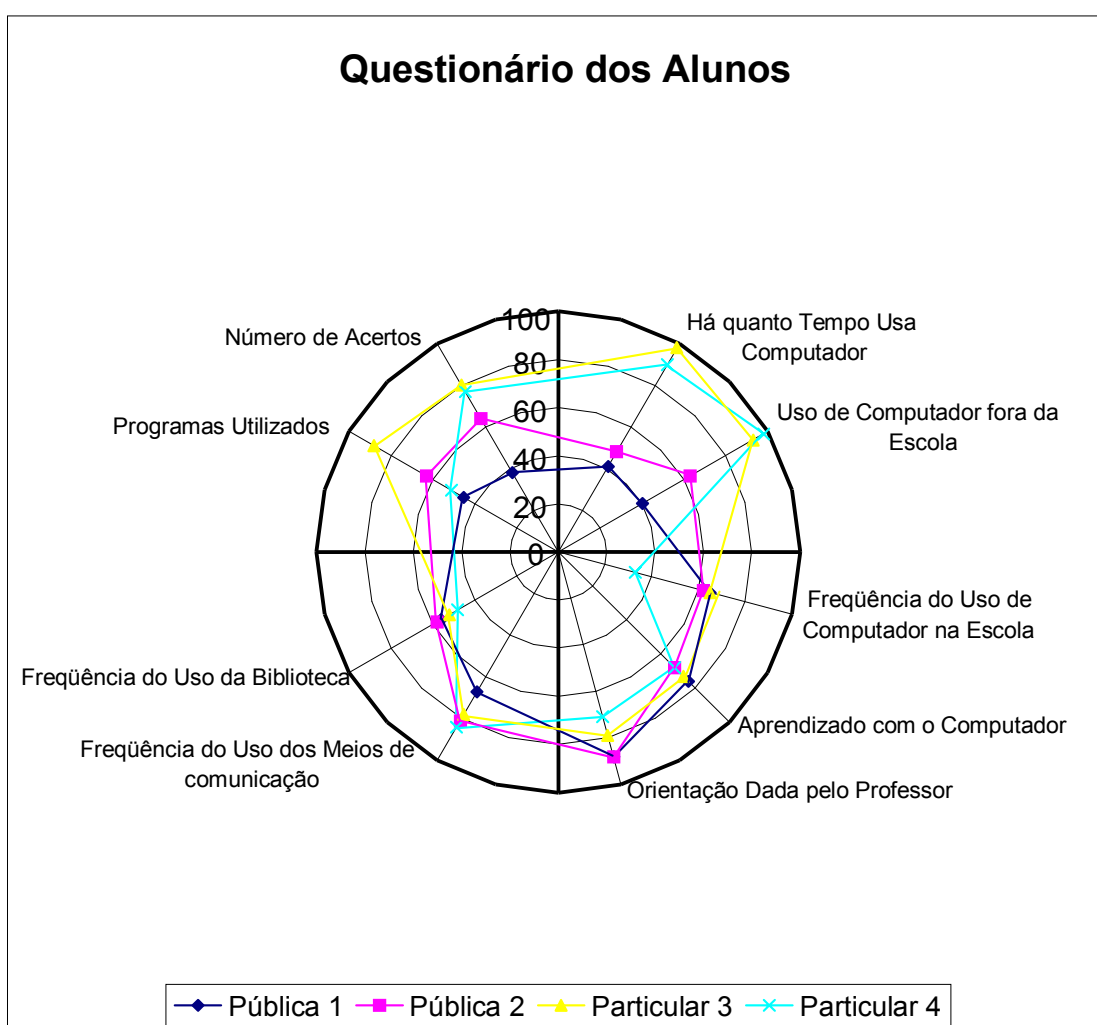 Questionário dos Alunos
100
80
60
40
20
0
Há quanto Tempo Usa
Computador
Uso de Computador fora da
Escola
Freqüência do Uso de
Computador na Escola
Aprendizado com o Computador
Orientação Dada pelo Professor
Freqüência do Uso dos Meios de
comunicação
Freqüência do Uso da Biblioteca
Programas Utilizados
Número de Acertos
Pública 1 Pública 2 Particular 3 Particular 4